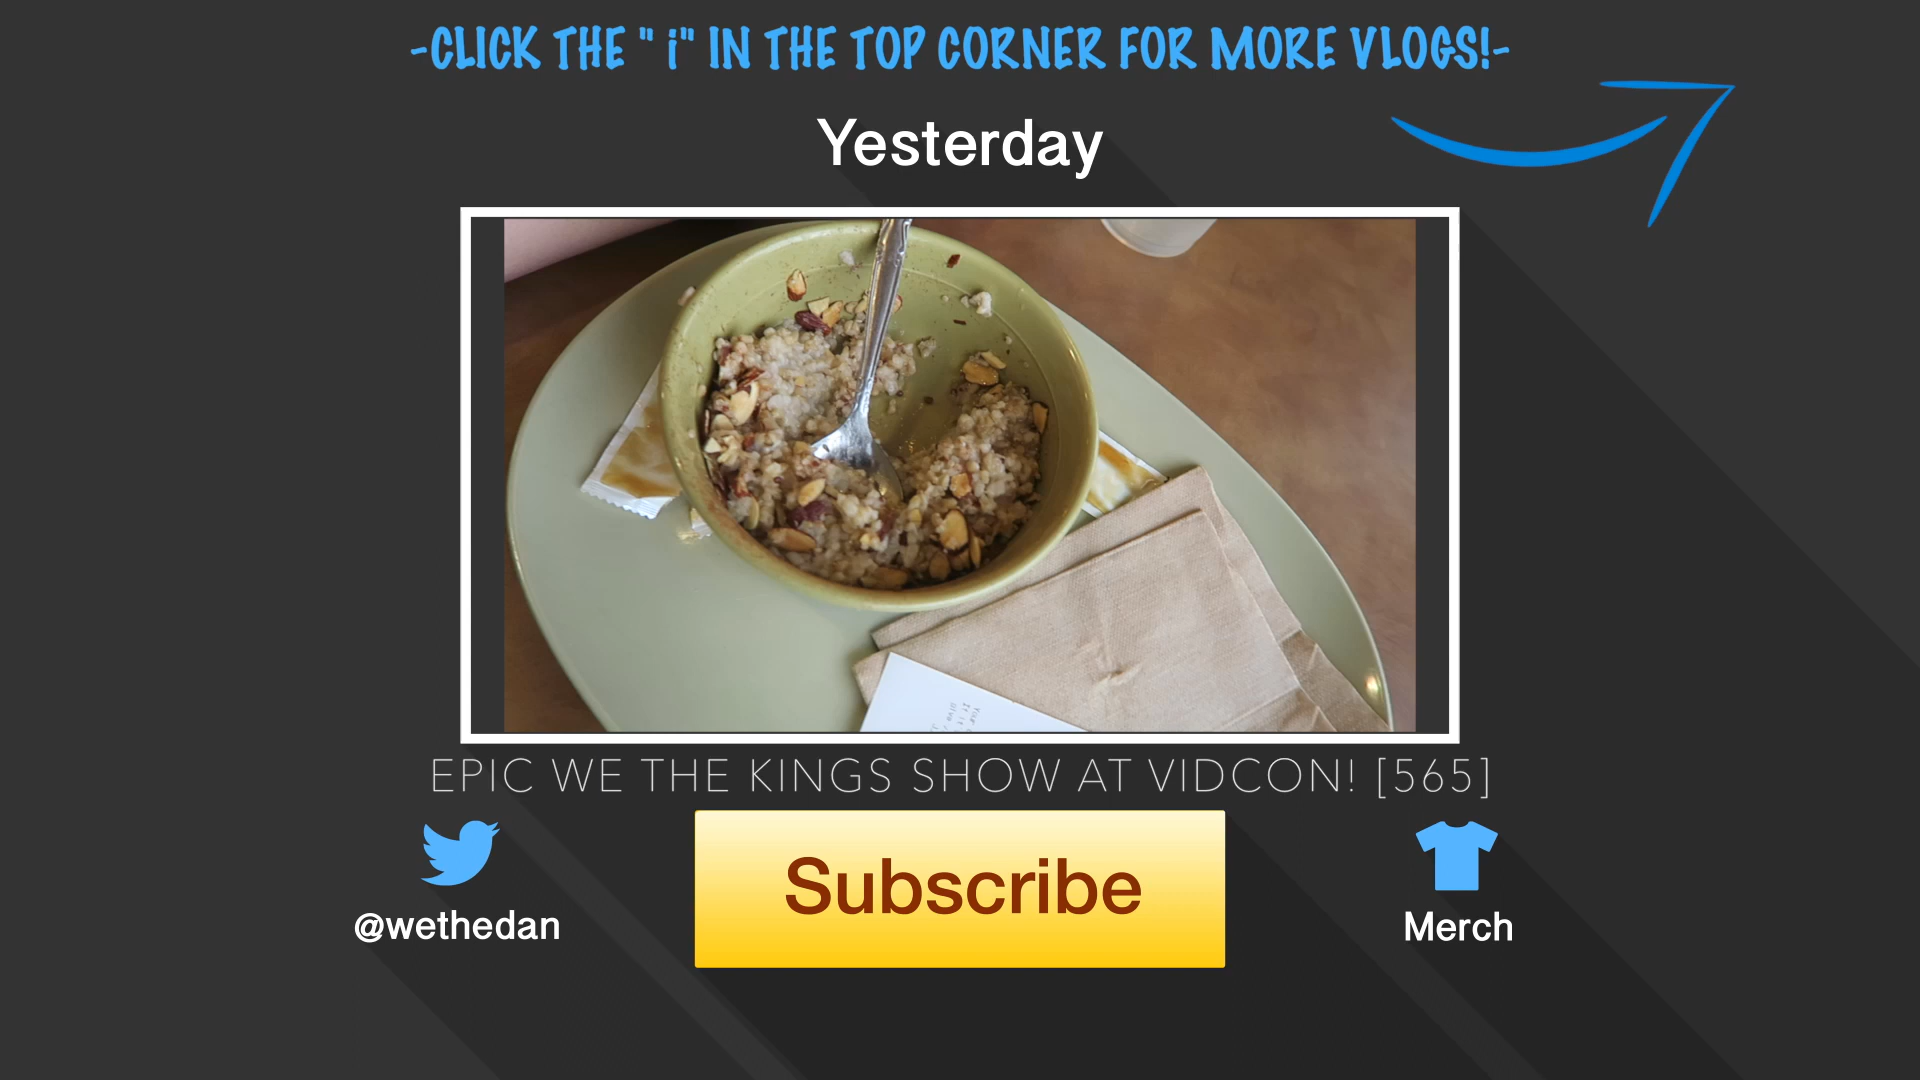 -CLICK THE " i" IN THE TOP CORNER FOR MORE VLOGS!-
Yesterday
EPIC WE THE KINGS SHOW AT VIDCON! [565]
Subscribe
@wethedan
Merch